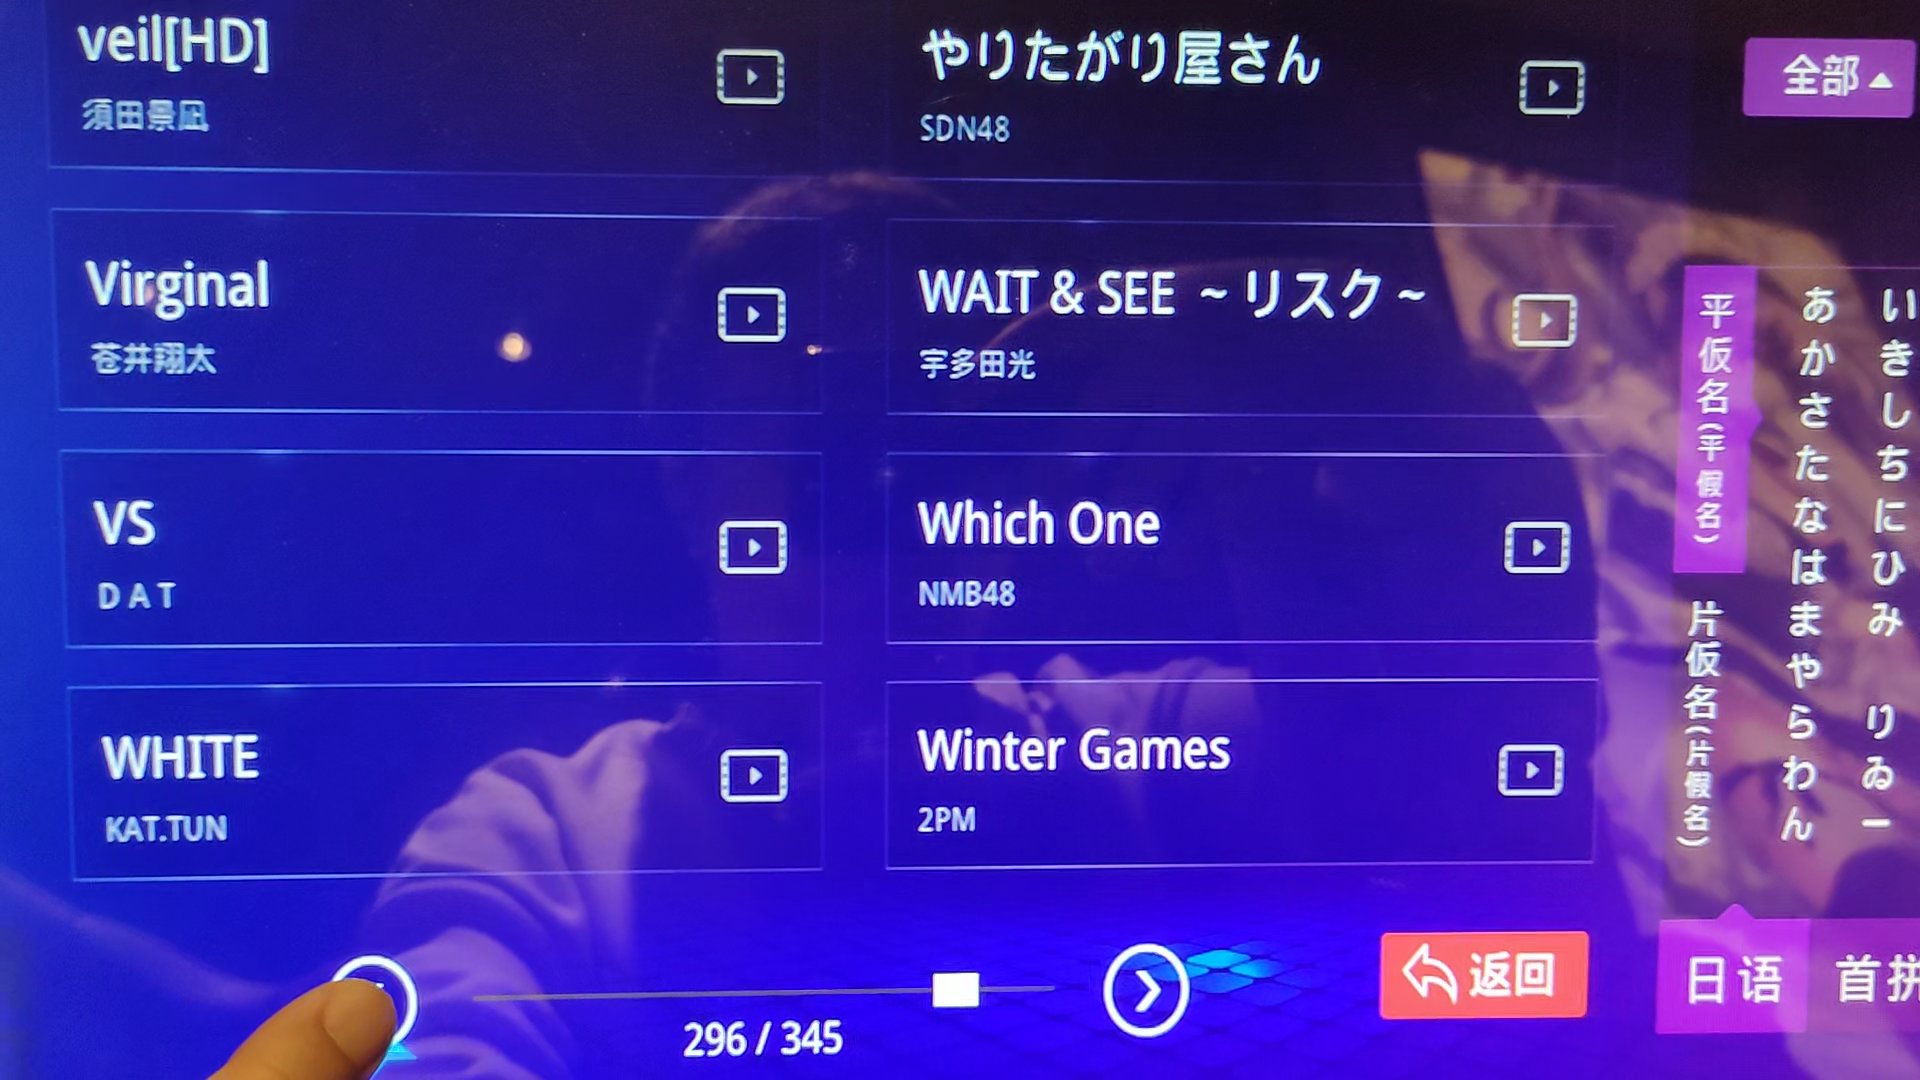 veil[HD]
須田景凪
やりたがり屋さん
SDN48
Virginal
苍井翔太
WAIT & SEE ~リスク~
宇多田光
VS
D A T
Which One
NMB48
WHITE
KAT.TUN
Winter Games
2PM
296 / 345
返回
全部
平仮名(平假名)
片仮名(片假名)
あかさたなはまやらわん
いきしちにひみ りゐー
日语
首拼